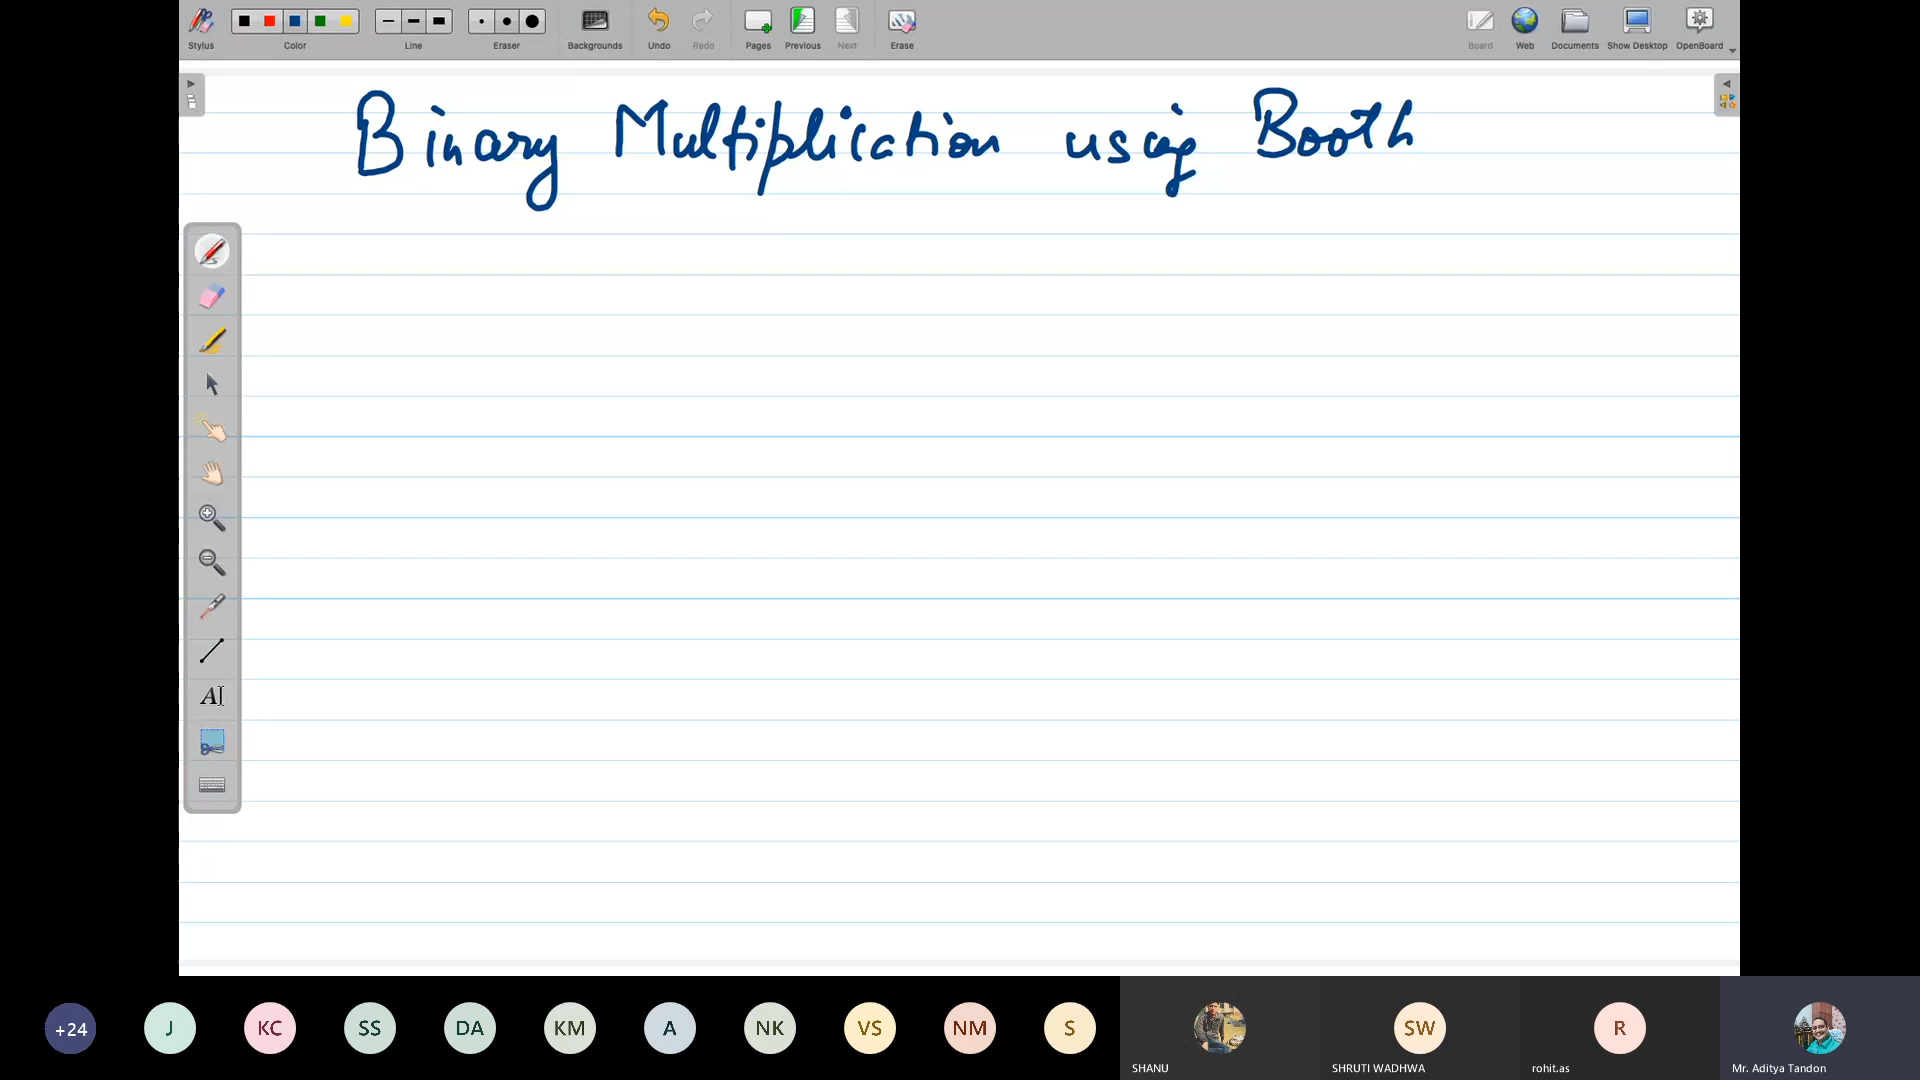 Stylus Color Line Eraser Backgrounds Undo Redo Pages Previous Next Erase Board Web Documents Show Desktop OpenBoard
Binary Multiplication using Booth
AI
+24 J KC SS DA KM A NK VS NM S SW R
SHANU SHRUTI WADHWA rohit.as Mr. Aditya Tandon